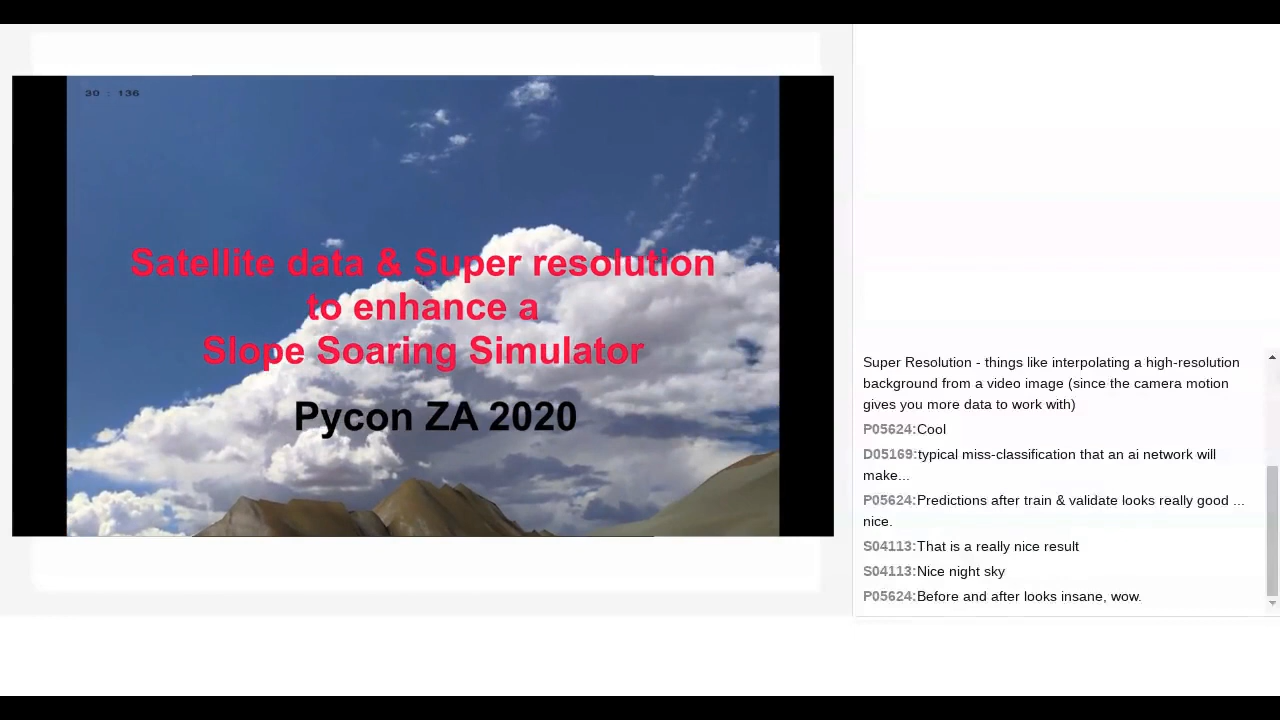 30 : 136
Satellite data & Super resolution
to enhance a
Slope Soaring Simulator
Pycon ZA 2020
Super Resolution - things like interpolating a high-resolution
background from a video image (since the camera motion
gives you more data to work with)
P05624:Cool
D05169:typical miss-classification that an ai network will
make...
P05624:Predictions after train & validate looks really good ...
nice.
S04113:That is a really nice result
S04113:Nice night sky
P05624:Before and after looks insane, wow.